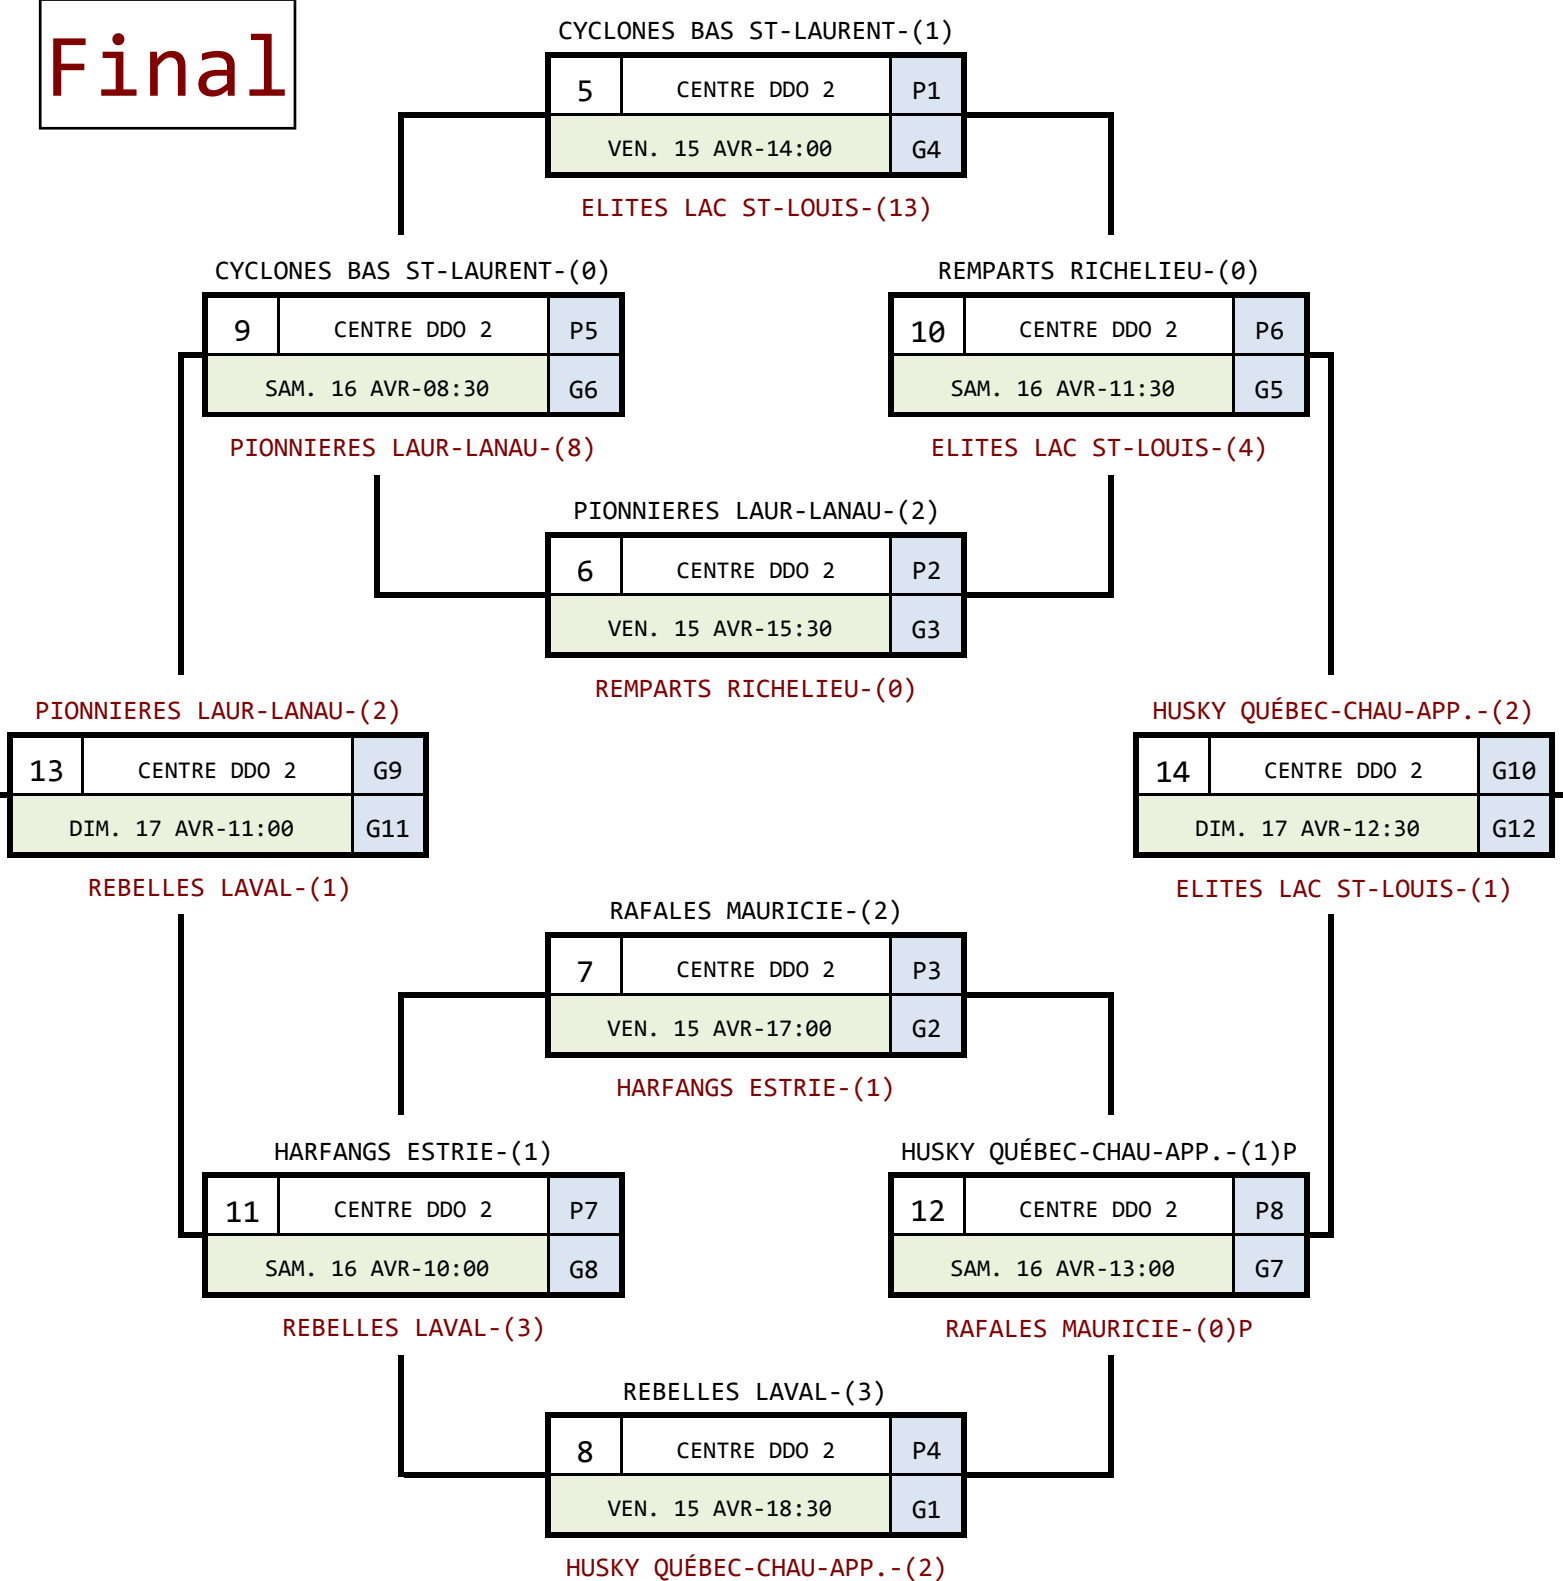 Final
CYCLONES BAS ST-LAURENT-(1)
5 CENTRE DDO 2 P1
VEN. 15 AVR-14:00 G4
ELITES LAC ST-LOUIS-(13)
CYCLONES BAS ST-LAURENT-(0) REMPARTS RICHELIEU-(0)
9 CENTRE DDO 2 P5 10 CENTRE DDO 2 P6
SAM. 16 AVR-08:30 G6 SAM. 16 AVR-11:30 G5
PIONNIERES LAUR-LANAU-(8) ELITES LAC ST-LOUIS-(4)
PIONNIERES LAUR-LANAU-(2)
6 CENTRE DDO 2 P2
VEN. 15 AVR-15:30 G3
REMPARTS RICHELIEU-(0)
PIONNIERES LAUR-LANAU-(2) HUSKY QUÉBEC-CHAU-APP.-(2)
13 CENTRE DDO 2 G9 14 CENTRE DDO 2 G10
DIM. 17 AVR-11:00 G11 DIM. 17 AVR-12:30 G12
REBELLES LAVAL-(1) ELITES LAC ST-LOUIS-(1)
RAFALES MAURICIE-(2)
7 CENTRE DDO 2 P3
VEN. 15 AVR-17:00 G2
HARFANGS ESTRIE-(1)
HARFANGS ESTRIE-(1) HUSKY QUÉBEC-CHAU-APP.-(1)P
11 CENTRE DDO 2 P7 12 CENTRE DDO 2 P8
SAM. 16 AVR-10:00 G8 SAM. 16 AVR-13:00 G7
REBELLES LAVAL-(3) RAFALES MAURICIE-(0)P
REBELLES LAVAL-(3)
8 CENTRE DDO 2 P4
VEN. 15 AVR-18:30 G1
HUSKY QUÉBEC-CHAU-APP.-(2)